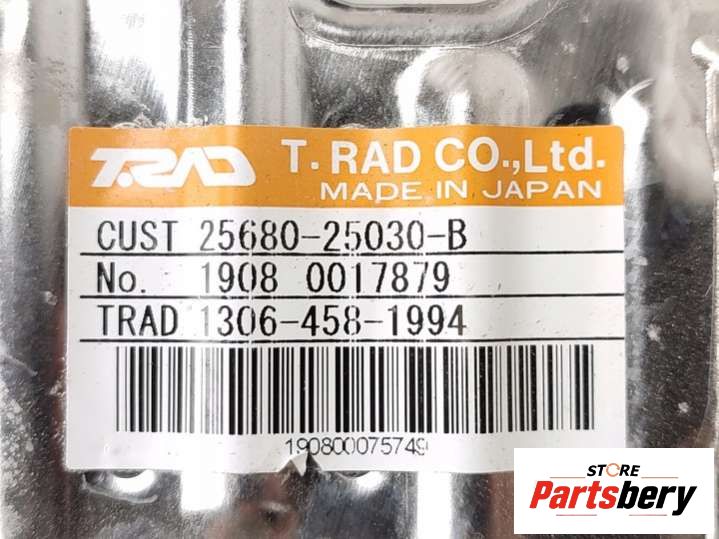 T.RAD T. RAD CO.,Ltd.
MADE IN JAPAN
CUST 25680-25030-B
No. 1908 0017879
TRAD 1306-458-1994
190800075749
STORE
Partsbery